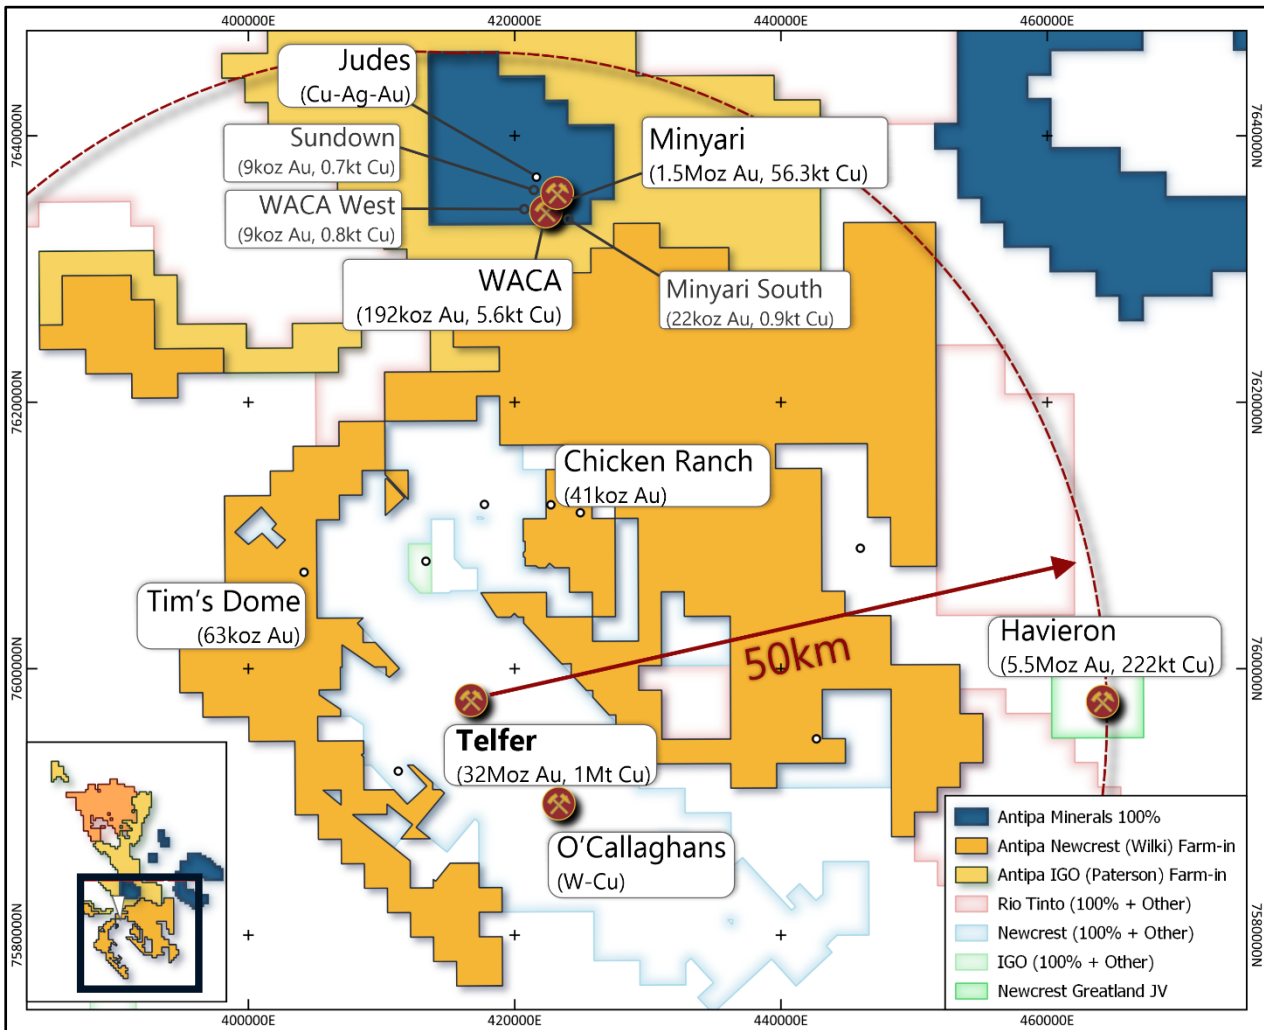 400000E
420000E
440000E
460000E
7640000N
7640000N
Judes
(Cu-Ag-Au)
Sundown
(9koz Au, 0.7kt Cu)
Minyari
(1.5Moz Au, 56.3kt Cu)
WACA West
(9koz Au, 0.8kt Cu)
WACA
(192koz Au, 5.6kt Cu)
Minyari South
(22koz Au, 0.9kt Cu)
7620000N
7620000N
Chicken Ranch
(41koz Au)
Tim's Dome
(63koz Au)
50km
Havieron
(5.5Moz Au, 222kt Cu)
7600000N
7600000N
Telfer
(32Moz Au, 1Mt Cu)
O'Callaghans
(W-Cu)
Antipa Minerals 100%
Antipa Newcrest (Wilki) Farm-in
Antipa IGO (Paterson) Farm-in
Rio Tinto (100% + Other)
Newcrest (100% + Other)
IGO (100% + Other)
Newcrest Greatland JV
7580000N
7580000N
400000E
420000E
440000E
460000E